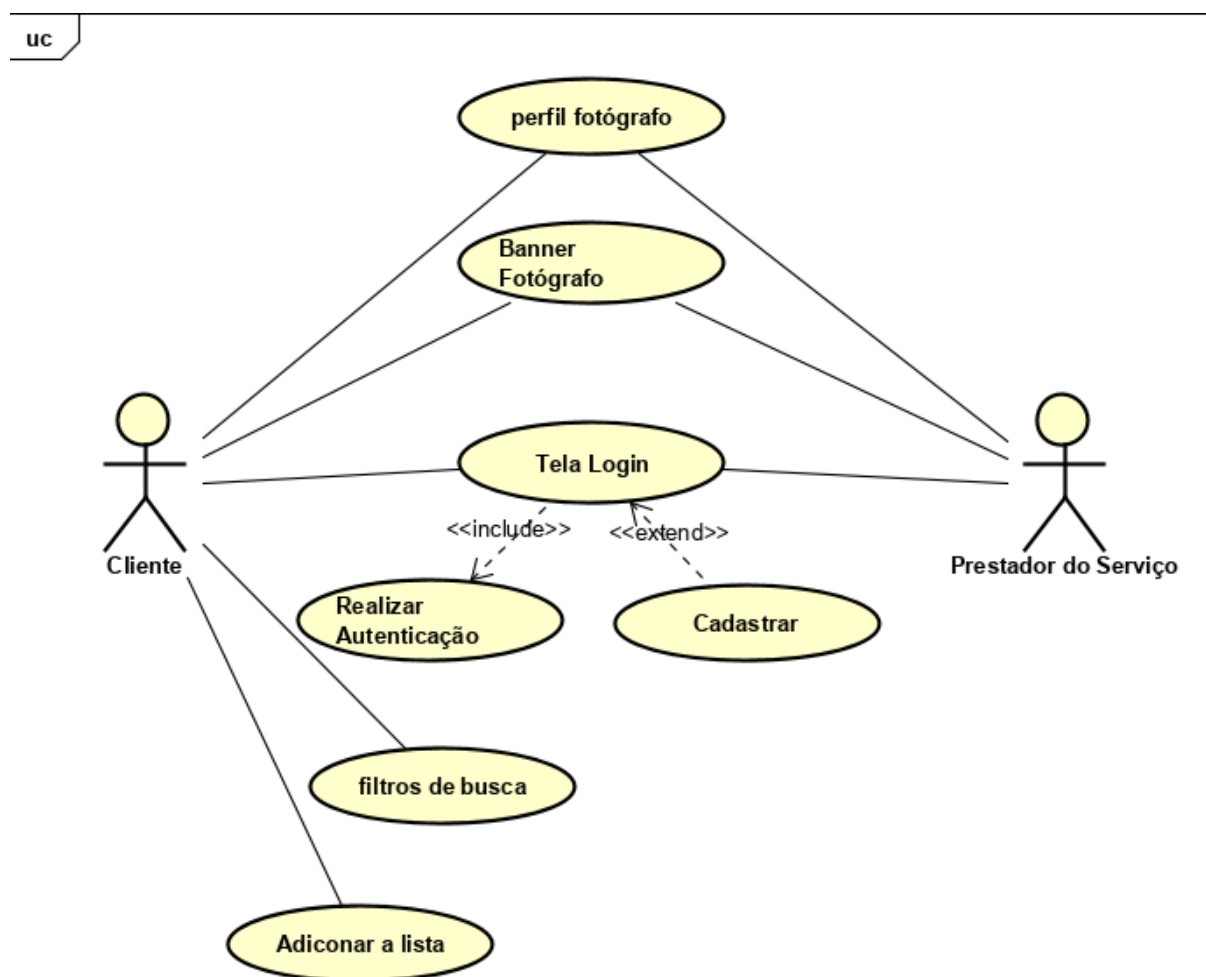 uc
perfil fotógrafo
Banner
Fotógrafo
Tela Login
<<include>>
<<extend>>
Cliente
Prestador do Serviço
Realizar
Autenticação
Cadastrar
filtros de busca
Adiconar a lista